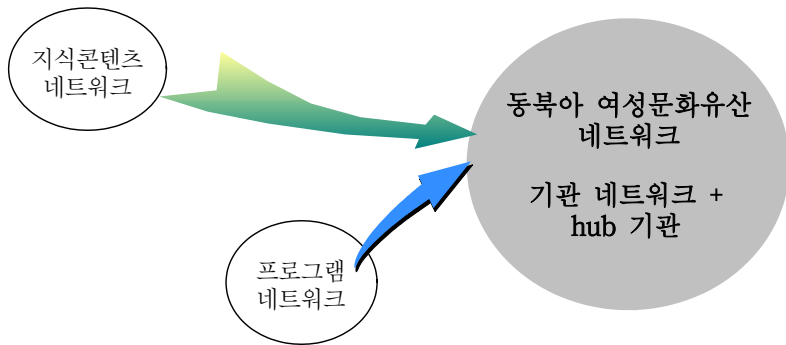 지식콘텐츠
네트워크
동북아 여성문화유산
네트워크
기관 네트워크 +
hub 기관
프로그램
네트워크